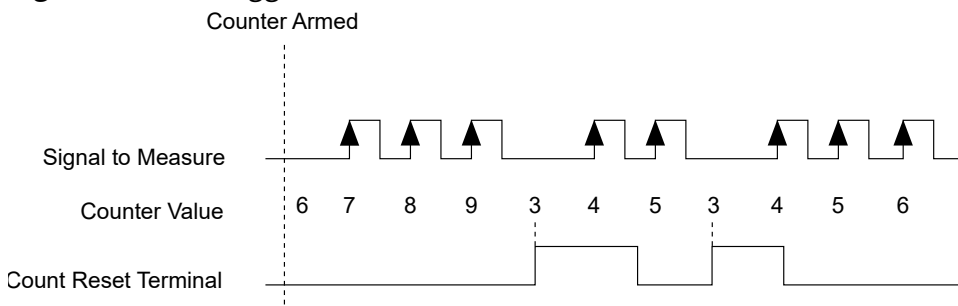 Counter Armed
Signal to Measure
Counter Value 6 7 8 9 3 4 5 3 4 5 6
Count Reset Terminal